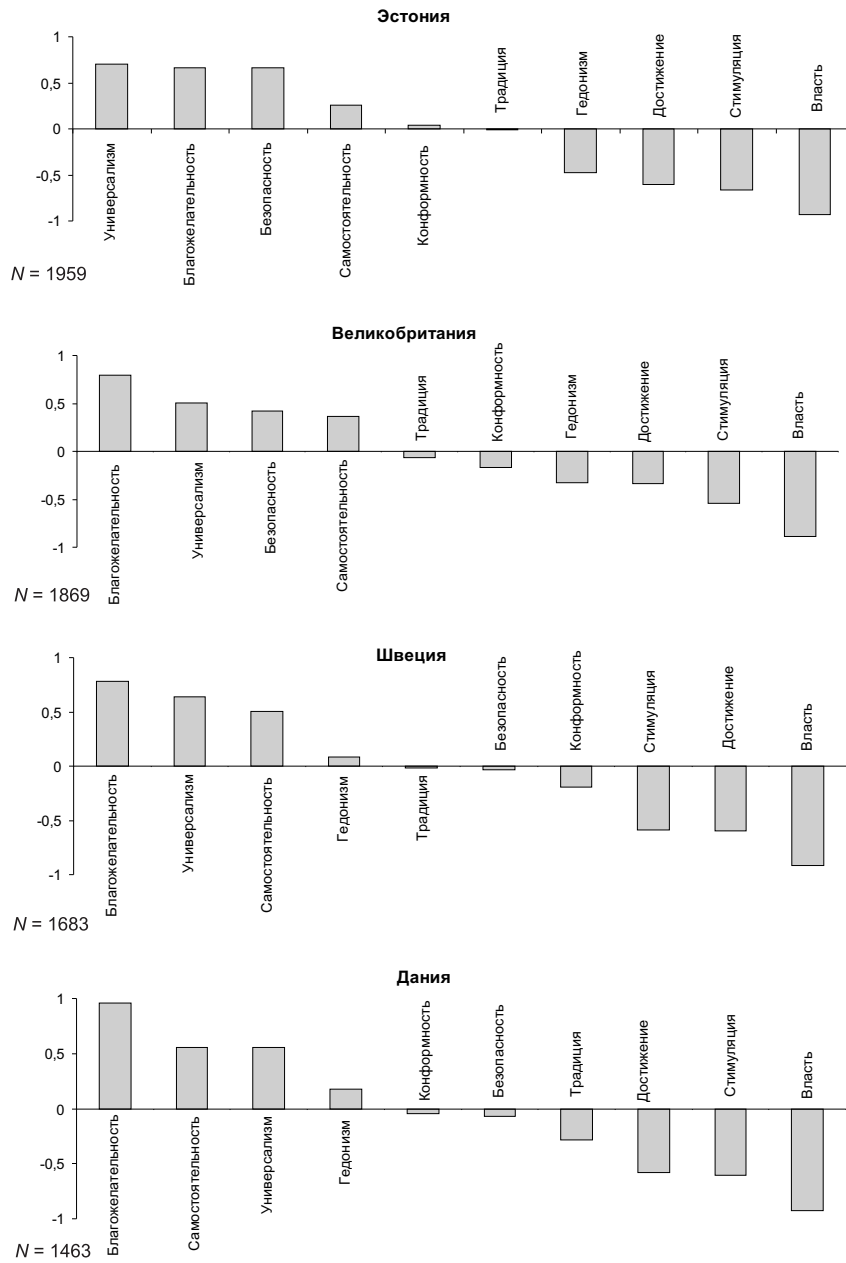 Эстония
1
0,5
0
-0,5
-1
Универсализм
Благожелательность
Безопасность
Самостоятельность
Конформность
Традиция
Гедонизм
Достижение
Стимуляция
Власть
N = 1959
Великобритания
1
0,5
0
-0,5
-1
Благожелательность
Универсализм
Безопасность
Самостоятельность
Традиция
Конформность
Гедонизм
Достижение
Стимуляция
Власть
N = 1869
Швеция
1
0,5
0
-0,5
-1
Благожелательность
Универсализм
Самостоятельность
Гедонизм
Традиция
Безопасность
Конформность
Стимуляция
Достижение
Власть
N = 1683
Дания
1
0,5
0
-0,5
-1
Благожелательность
Самостоятельность
Универсализм
Гедонизм
Конформность
Безопасность
Традиция
Достижение
Стимуляция
Власть
N = 1463